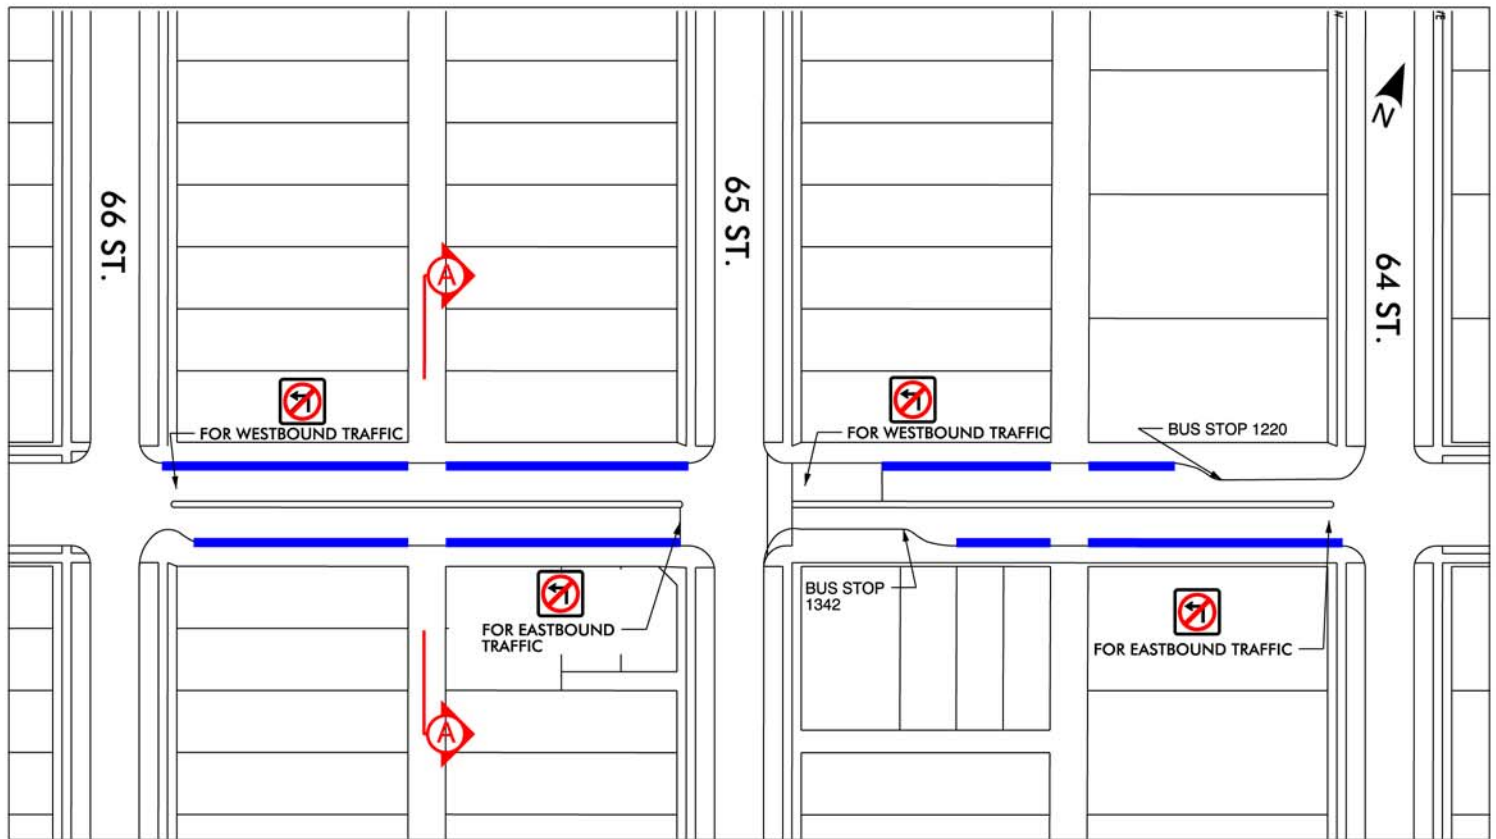 N
66 ST.
65 ST.
64 ST.
A
FOR WESTBOUND TRAFFIC
FOR WESTBOUND TRAFFIC
BUS STOP 1220
BUS STOP
1342
FOR EASTBOUND
TRAFFIC
FOR EASTBOUND TRAFFIC
A